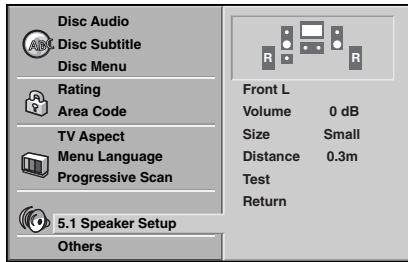 Disc Audio
ABC
Disc Subtitle
Disc Menu
Rating
Area Code
TV Aspect
Menu Language
Progressive Scan
5.1 Speaker Setup
Others
R R
Front L
Volume 0 dB
Size Small
Distance 0.3m
Test
Return